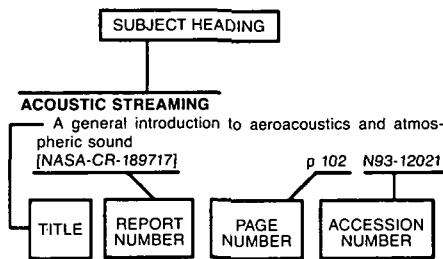 SUBJECT HEADING
ACOUSTIC STREAMING
A general introduction to aeroacoustics and atmos-
pheric sound
[NASA-CR-189717] p 102 N93-12021
TITLE
REPORT
NUMBER
PAGE
NUMBER
ACCESSION
NUMBER